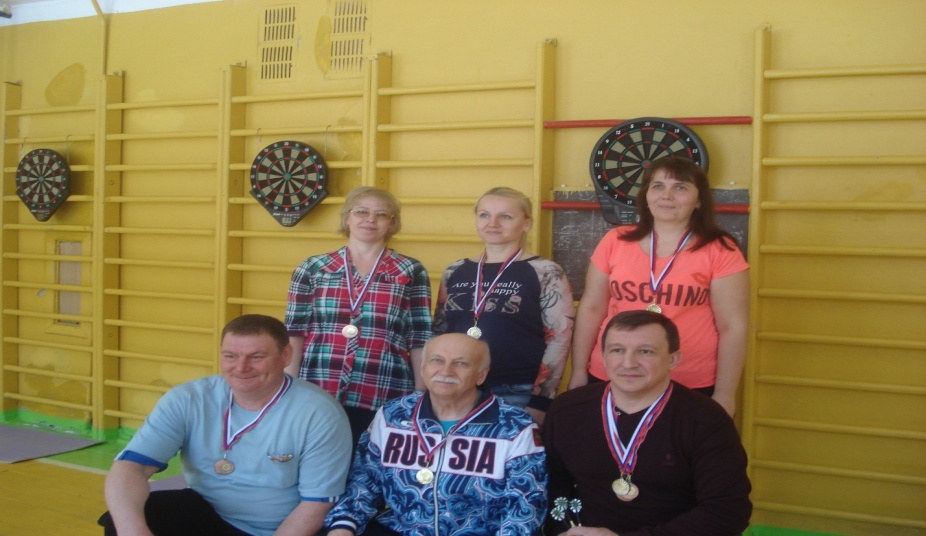 Are you really
happy
KISS
OSCHINO
RUSSIA